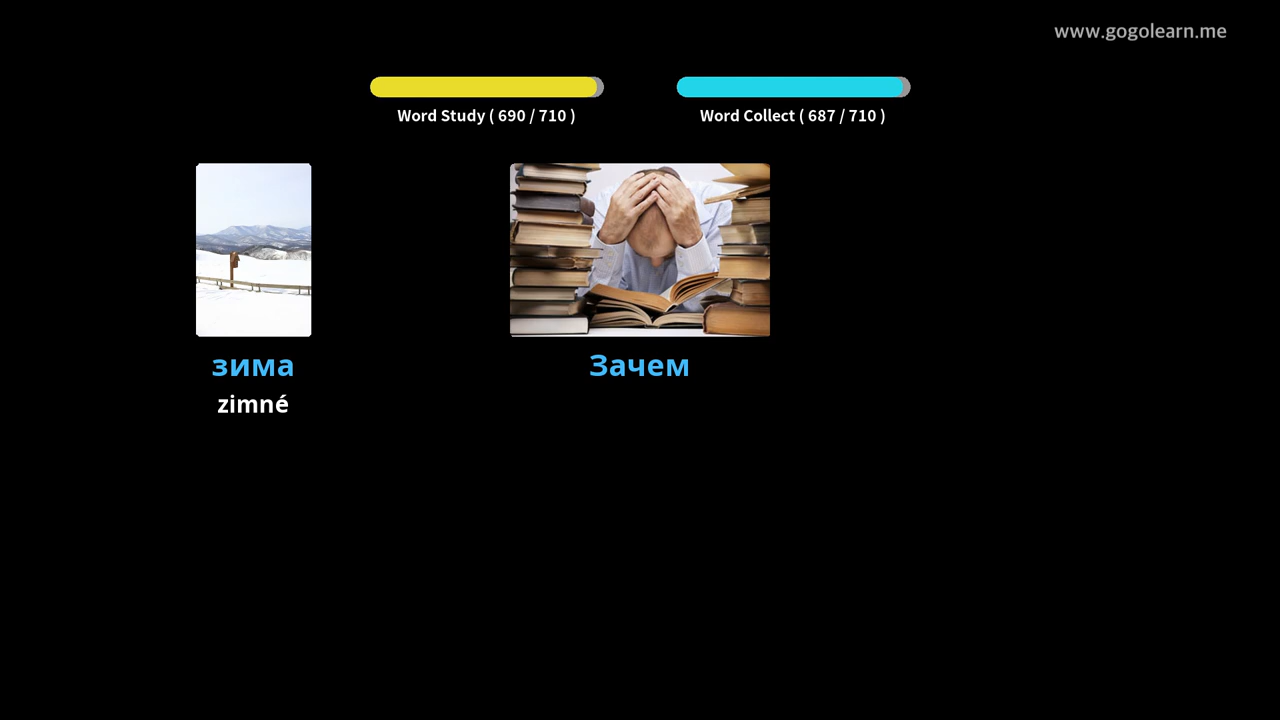 www.gogolearn.me
Word Study ( 690 / 710 )
Word Collect ( 687 / 710 )
зима
zimné
Зачем